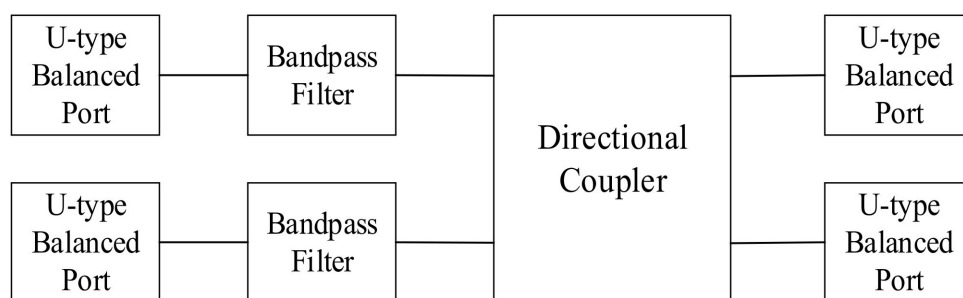 U-type
Balanced
Port
Bandpass
Filter
Directional
Coupler
U-type
Balanced
Port
U-type
Balanced
Port
Bandpass
Filter
U-type
Balanced
Port